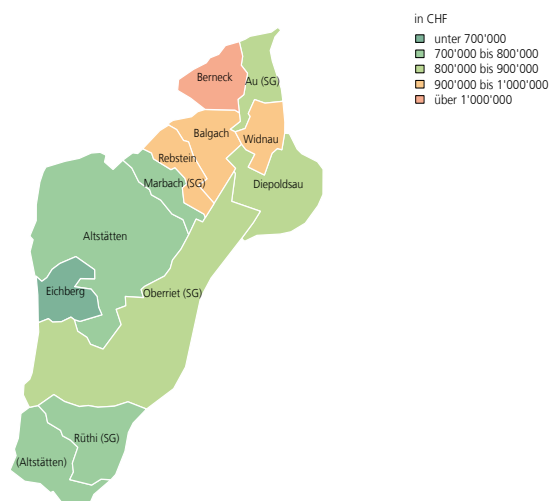 in CHF
unter 700'000
700'000 bis 800'000
800'000 bis 900'000
900'000 bis 1'000'000
über 1'000'000
Berneck
Au (SG)
Balgach
Widnau
Rebstein
Marbach (SG)
Diepoldsau
Altstätten
Eichberg
Oberriet (SG)
Rüthi (SG)
(Altstätten)